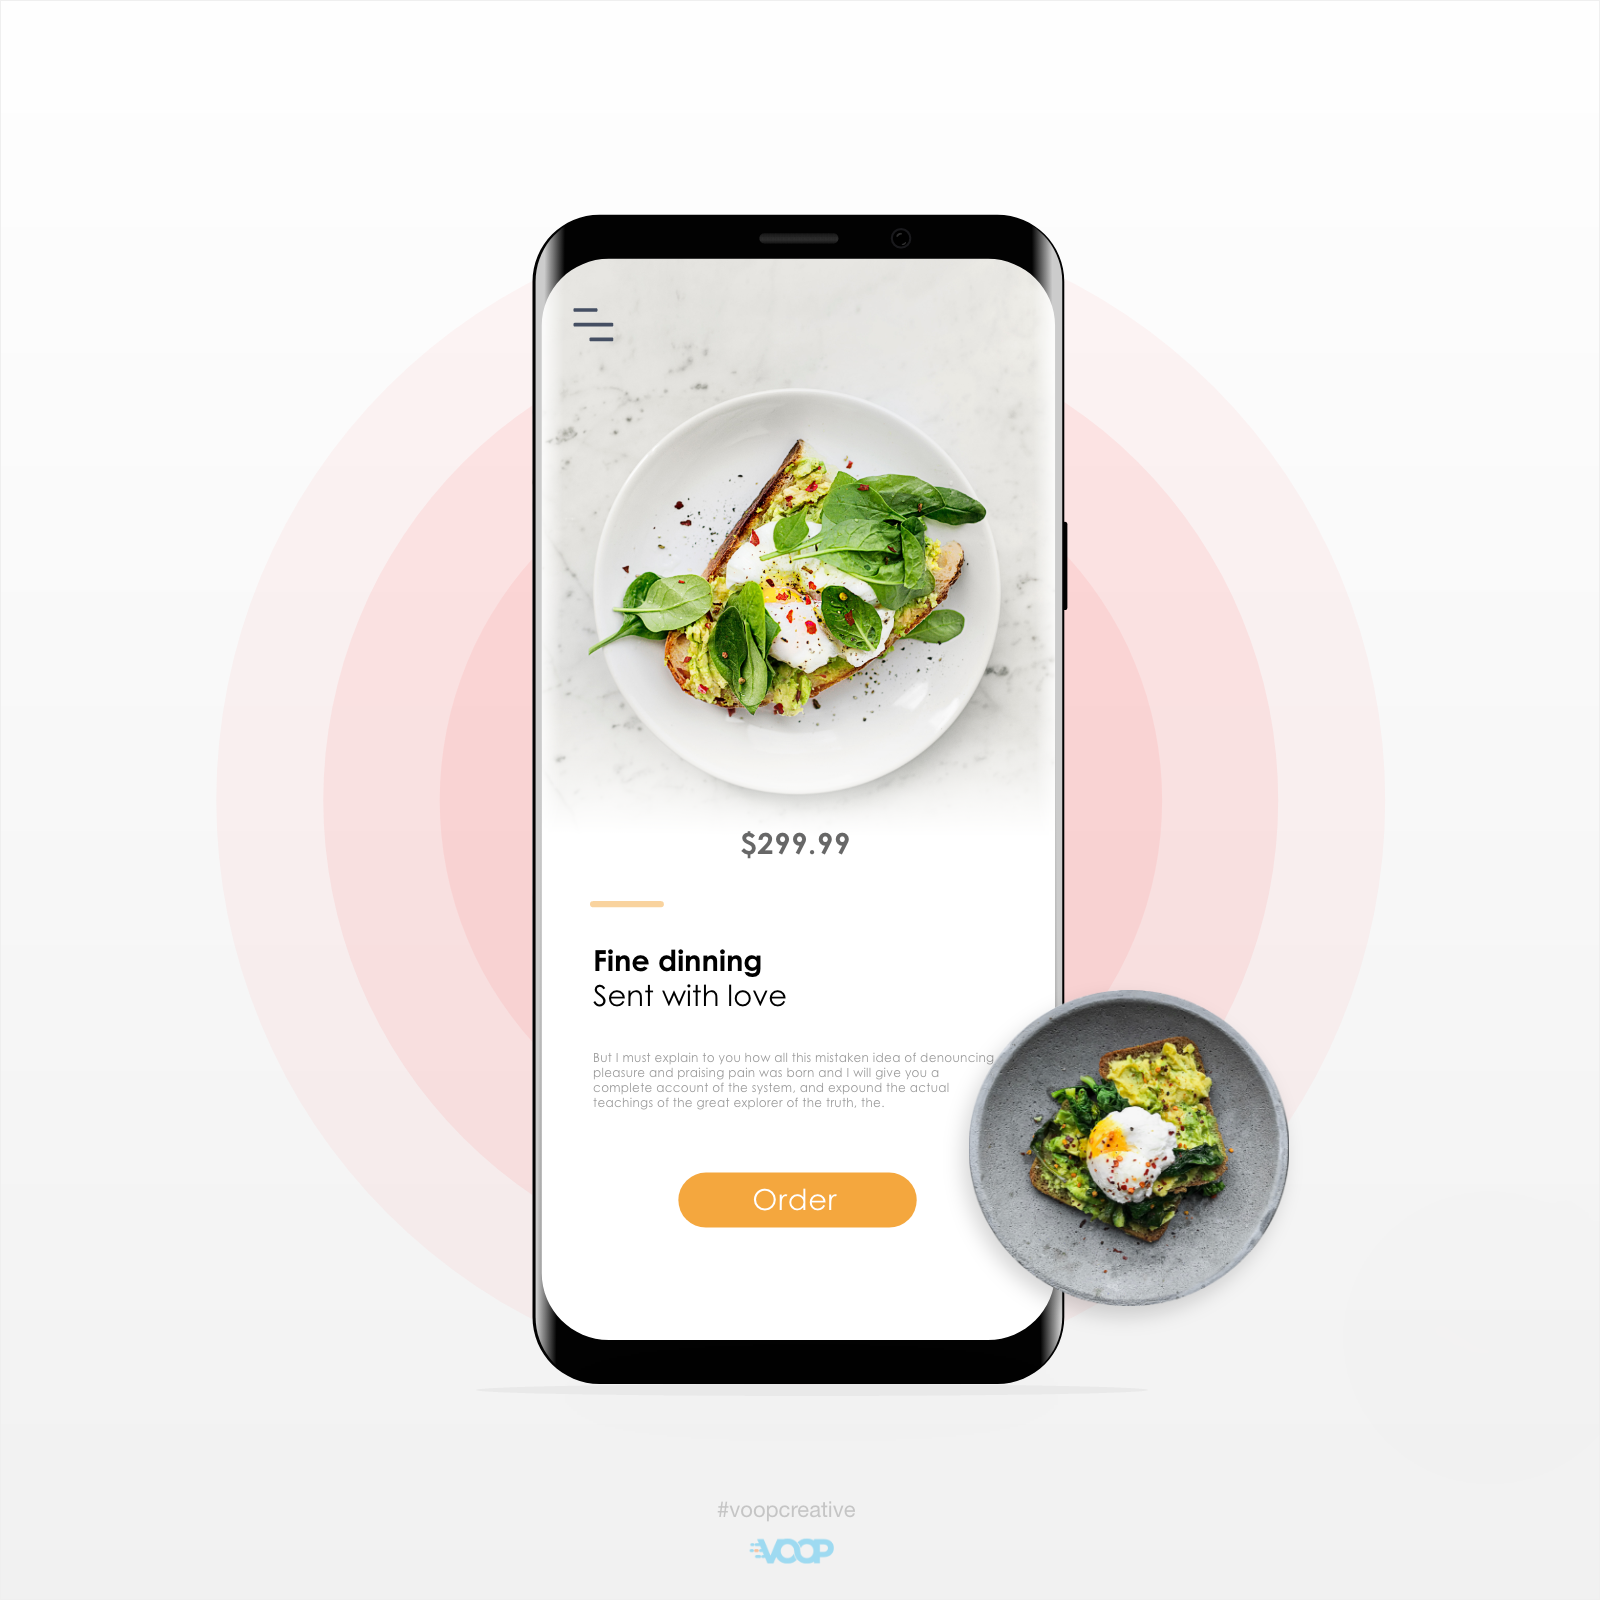 $299.99
Fine dinning
Sent with love
But I must explain to you how all this mistaken idea of denouncing
pleasure and praising pain was born and I will give you a
complete account of the system, and expound the actual
teachings of the great explorer of the truth, the.
Order
#voopcreative
VOOP